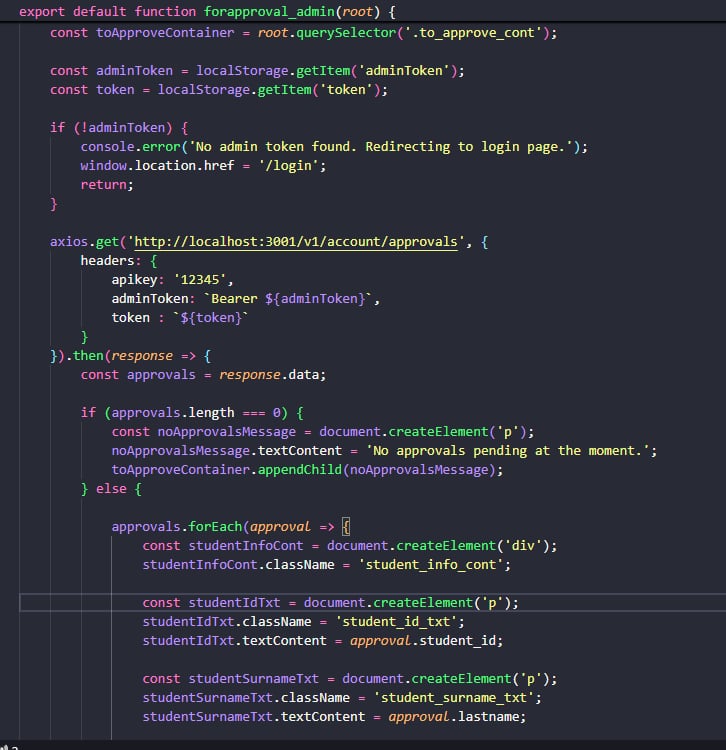 export default function forapproval_admin(root) {
const toApproveContainer = root.querySelector('.to_approve_cont');
const adminToken = localStorage.getItem('adminToken');
const token = localStorage.getItem('token');
if (!adminToken) {
console.error('No admin token found. Redirecting to login page.');
window.location.href = '/login';
return;
}
axios.get('http://localhost:3001/v1/account/approvals', {
headers: {
apikey: '12345',
adminToken: `Bearer ${adminToken}`,
token : `${token}`
}
}).then(response => {
const approvals = response.data;
if (approvals.length === 0) {
const noApprovalsMessage = document.createElement('p');
noApprovalsMessage.textContent = 'No approvals pending at the moment.';
toApproveContainer.appendChild(noApprovalsMessage);
} else {
approvals.forEach(approval => {
const studentInfoCont = document.createElement('div');
studentInfoCont.className = 'student_info_cont';
const studentIdTxt = document.createElement('p');
studentIdTxt.className = 'student_id_txt';
studentIdTxt.textContent = approval.student_id;
const studentSurnameTxt = document.createElement('p');
studentSurnameTxt.className = 'student_surname_txt';
studentSurnameTxt.textContent = approval.lastname;